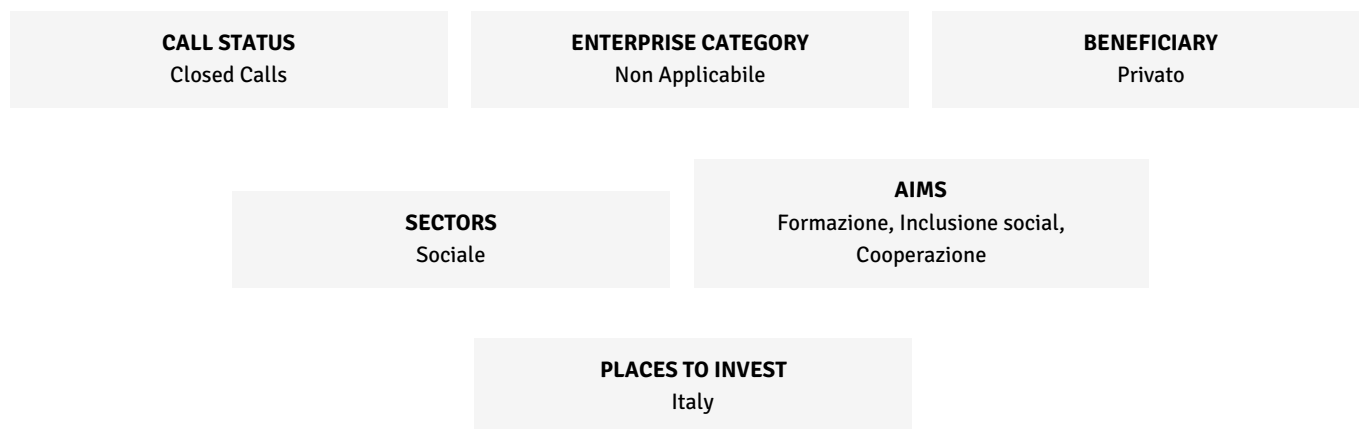 CALL STATUS
Closed Calls
ENTERPRISE CATEGORY
Non Applicabile
BENEFICIARY
Privato
SECTORS
Sociale
AIMS
Formazione, Inclusione social,
Cooperazione
PLACES TO INVEST
Italy